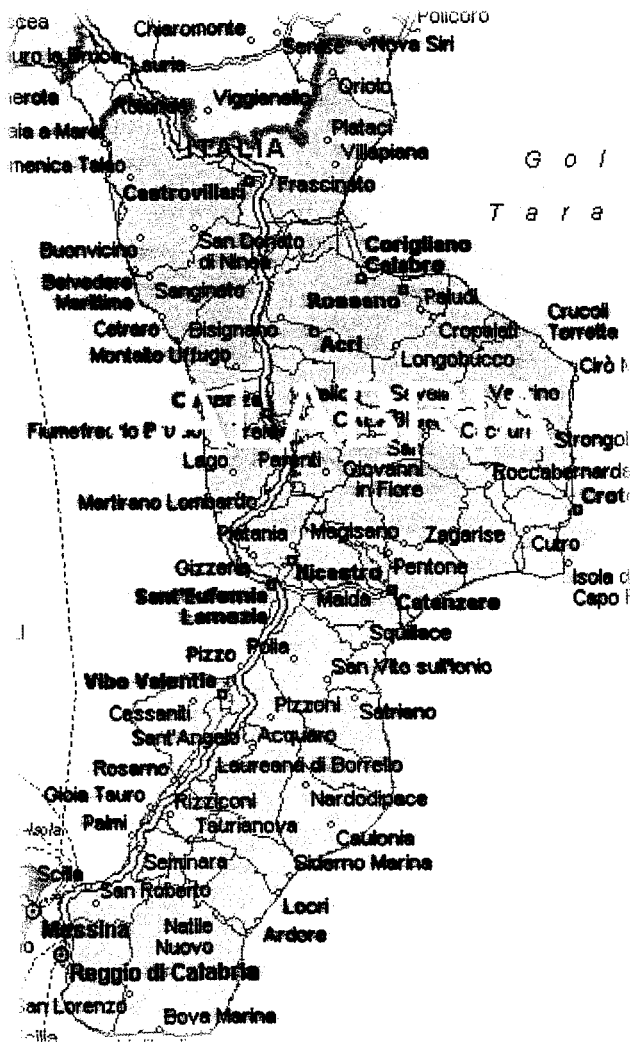 Policoro
Chiaromonte
Senise
Nova Siri
Lauria
Oriolo
Rotonda
Viggianello
Plataci
ITALIA
Villapiana
G o l
Castrovillari
Frascineto
T a r a
San Donato
di Ninea
Corigliano
Calabro
Buonvicino
Belvedere
Marittimo
Sangineto
Rossano
Paludi
Crucoli
Torretta
Cetraro
Bisignano
Acri
Cropalati
Montalto Uffugo
Longobucco
Cirò
San
Giovanni
in Fiore
Lago
Parenti
Roccabernarda
Martirano Lombardo
Platania
Magisano
Zagarise
Cutro
Gizzeria
Nicastro
Pentone
Isola d
Capo
Sant'Eufemia
Lamezia
Maida
Catanzaro
Squillace
Pizzo
Polia
San Vito sull'Ionio
Vibo Valentia
Cessaniti
Pizzoni
Satriano
Sant'Angelo
Acquaro
Rosarno
Laureana di Borrello
Gioia Tauro
Rizziconi
Nardodipace
Palmi
Taurianova
Caulonia
Isola
Seminara
Siderno Marina
Scilla
San Roberto
Locri
Messina
Natile
Nuovo
Ardore
Reggio di Calabria
an Lorenzo
Bova Marina